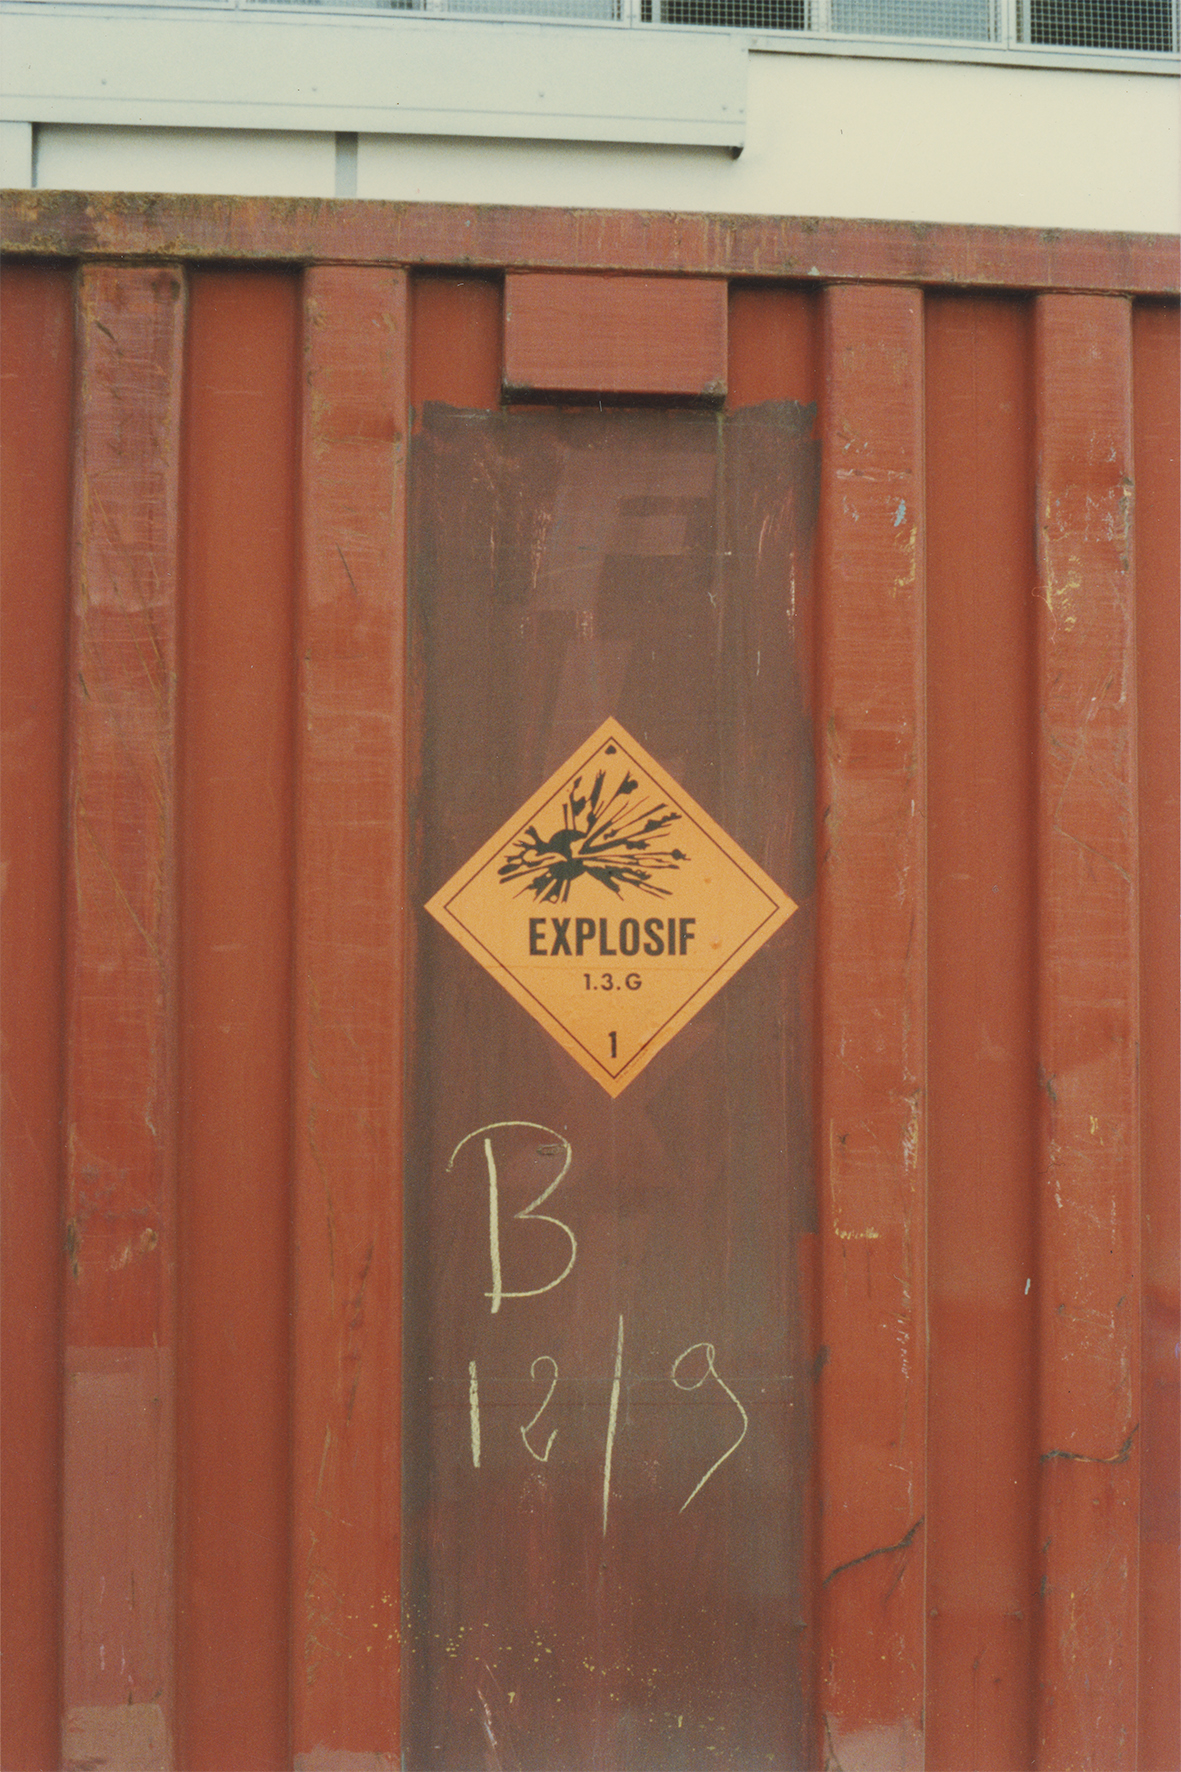 EXPLOSIF
1.3.G
1
B
12/9